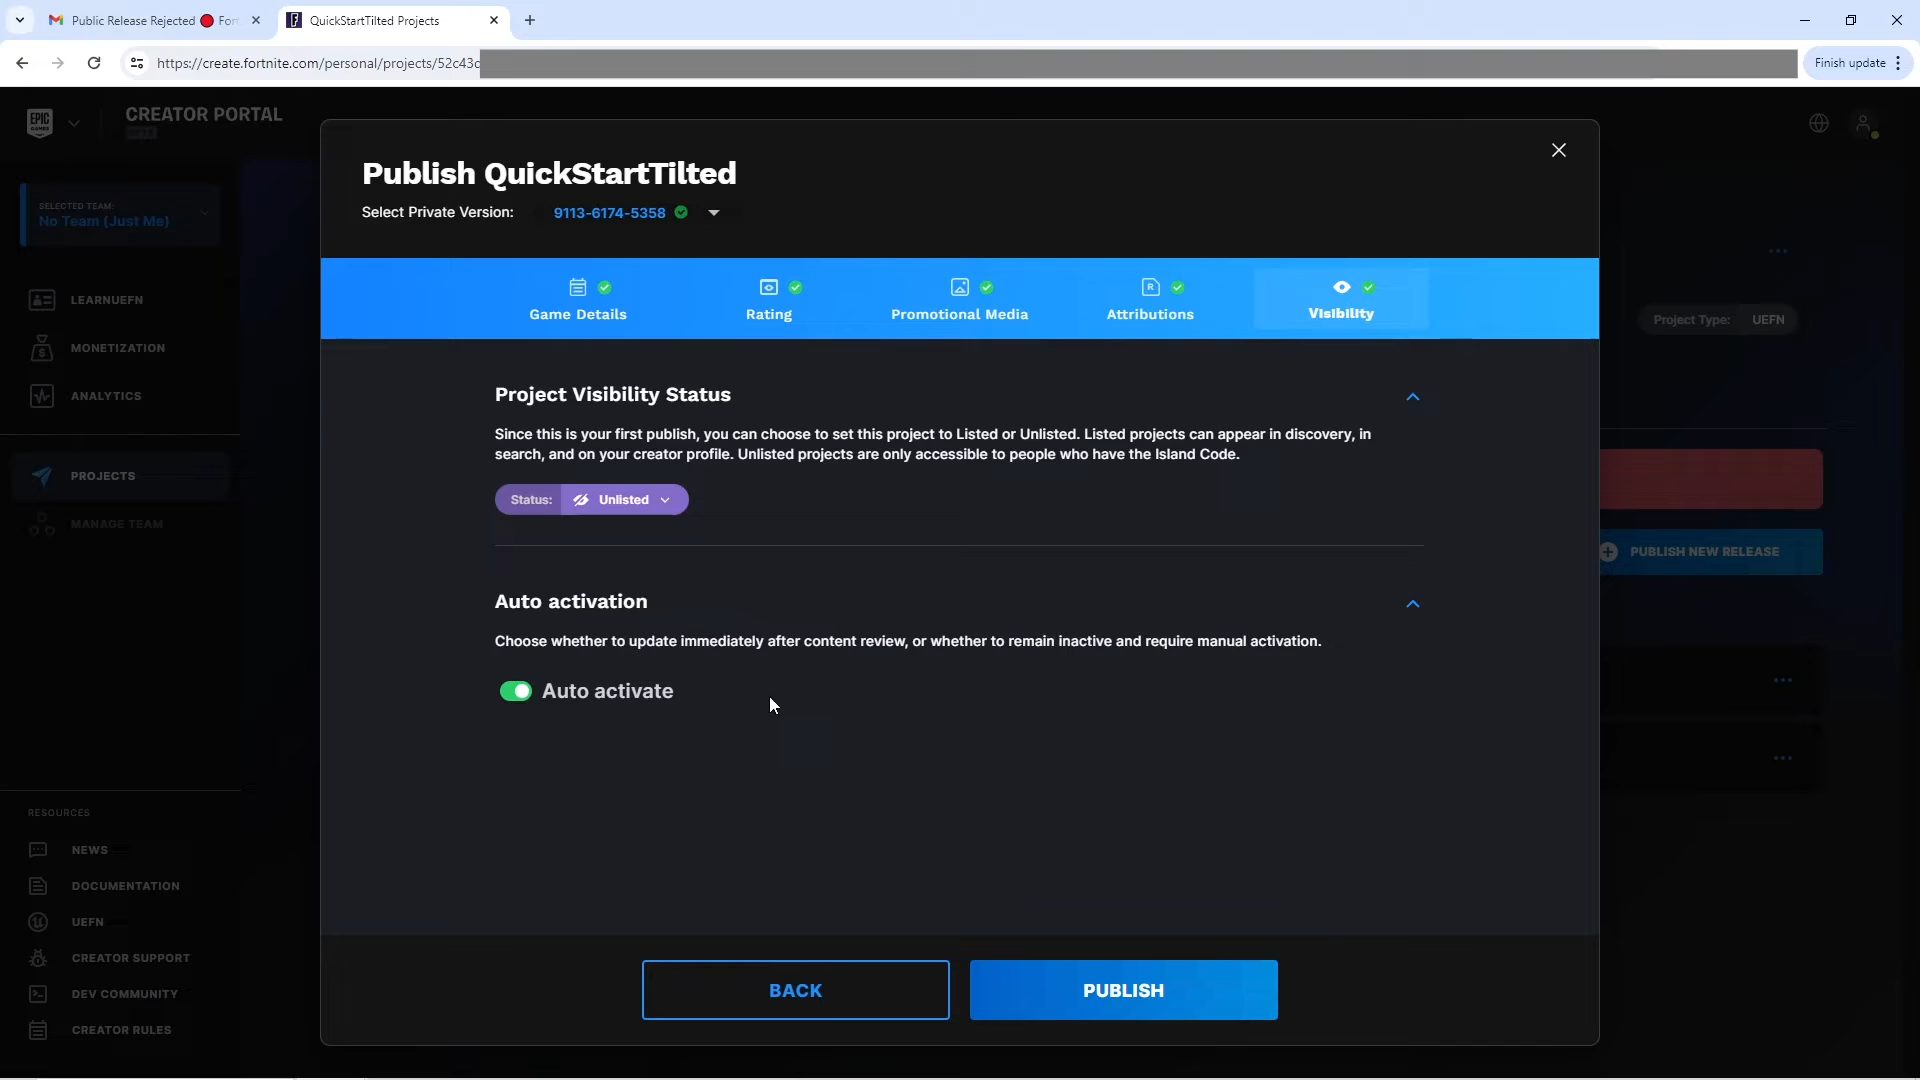 Public Release Rejected 🔴 For
QuickStartTilted Projects
https://create.fortnite.com/personal/projects/52c43c
Finish update
EPIC GAMES
CREATOR PORTAL
BETA
SELECTED TEAM:
No Team (Just Me)
LEARNUEFN
MONETIZATION
ANALYTICS
PROJECTS
MANAGE TEAM
RESOURCES
NEWS
DOCUMENTATION
UEFN
CREATOR SUPPORT
DEV COMMUNITY
CREATOR RULES
Publish QuickStartTilted
Select Private Version: 9113-6174-5358
Game Details
Rating
Promotional Media
Attributions
Visibility
Project Visibility Status
Since this is your first publish, you can choose to set this project to Listed or Unlisted. Listed projects can appear in discovery, in
search, and on your creator profile. Unlisted projects are only accessible to people who have the Island Code.
Status: Unlisted
Auto activation
Choose whether to update immediately after content review, or whether to remain inactive and require manual activation.
Auto activate
BACK
PUBLISH
Project Type: UEFN
PUBLISH NEW RELEASE